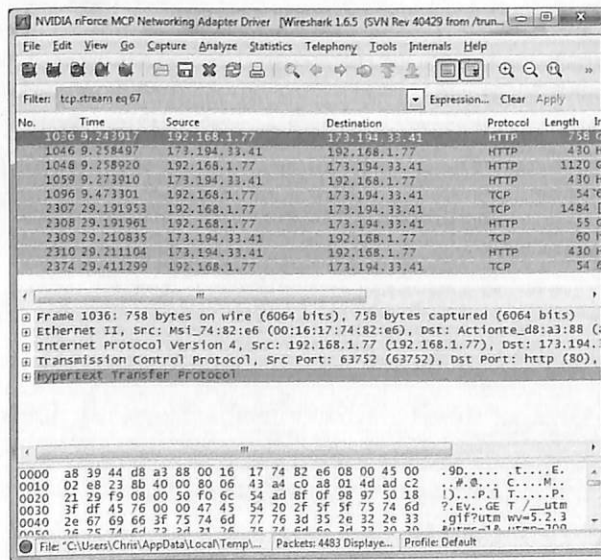 NVIDIA nForce MCP Networking Adapter Driver [Wireshark 1.6.5 (SVN Rev 40429 from /trun...
File Edit View Go Capture Analyze Statistics Telephony Tools Internals Help
Filter: tcp.stream eq 67 Expression... Clear Apply
No. Time Source Destination Protocol Length In
1036 9.243917 192.168.1.77 173.194.33.41 HTTP 758 G
1046 9.258497 173.194.33.41 192.168.1.77 HTTP 430 H
1048 9.258920 192.168.1.77 173.194.33.41 HTTP 1120 G
1059 9.273910 173.194.33.41 192.168.1.77 HTTP 430 H
1096 9.473301 192.168.1.77 173.194.33.41 TCP 54 6
2307 29.191953 192.168.1.77 173.194.33.41 TCP 1484 [
2308 29.191961 192.168.1.77 173.194.33.41 HTTP 55 G
2309 29.210835 173.194.33.41 192.168.1.77 TCP 60 h
2310 29.211104 173.194.33.41 192.168.1.77 HTTP 430 H
2374 29.411299 192.168.1.77 173.194.33.41 TCP 54 6
Frame 1036: 758 bytes on wire (6064 bits), 758 bytes captured (6064 bits)
Ethernet II, Src: Msi_74:82:e6 (00:16:17:74:82:e6), Dst: Actionte_d8:a3:88 (a
Internet Protocol Version 4, Src: 192.168.1.77 (192.168.1.77), Dst: 173.194.
Transmission Control Protocol, Src Port: 63752 (63752), Dst Port: http (80),
Hypertext Transfer Protocol
0000 a8 39 44 d8 a3 88 00 16 17 74 82 e6 08 00 45 00 .9D..... .t....E.
0010 02 e8 23 8b 40 00 80 06 43 a4 c0 a8 01 4d ad c2 ..#.@... C....M..
0020 21 29 f9 08 00 50 f0 6c 54 ad 8f 0f 98 97 50 18 !)...P.l T.....P.
0030 3f df 45 76 00 00 47 45 54 20 2f 5f 5f 75 74 6d ?.Ev..GE T /__utm
0040 2e 67 69 66 3f 75 74 6d 77 76 3d 35 2e 32 2e 33 .gif?utm wv=5.2.3
File: "C:\Users\Chris\AppData\Local\Temp\... Packets: 4483 Displaye... Profile: Default